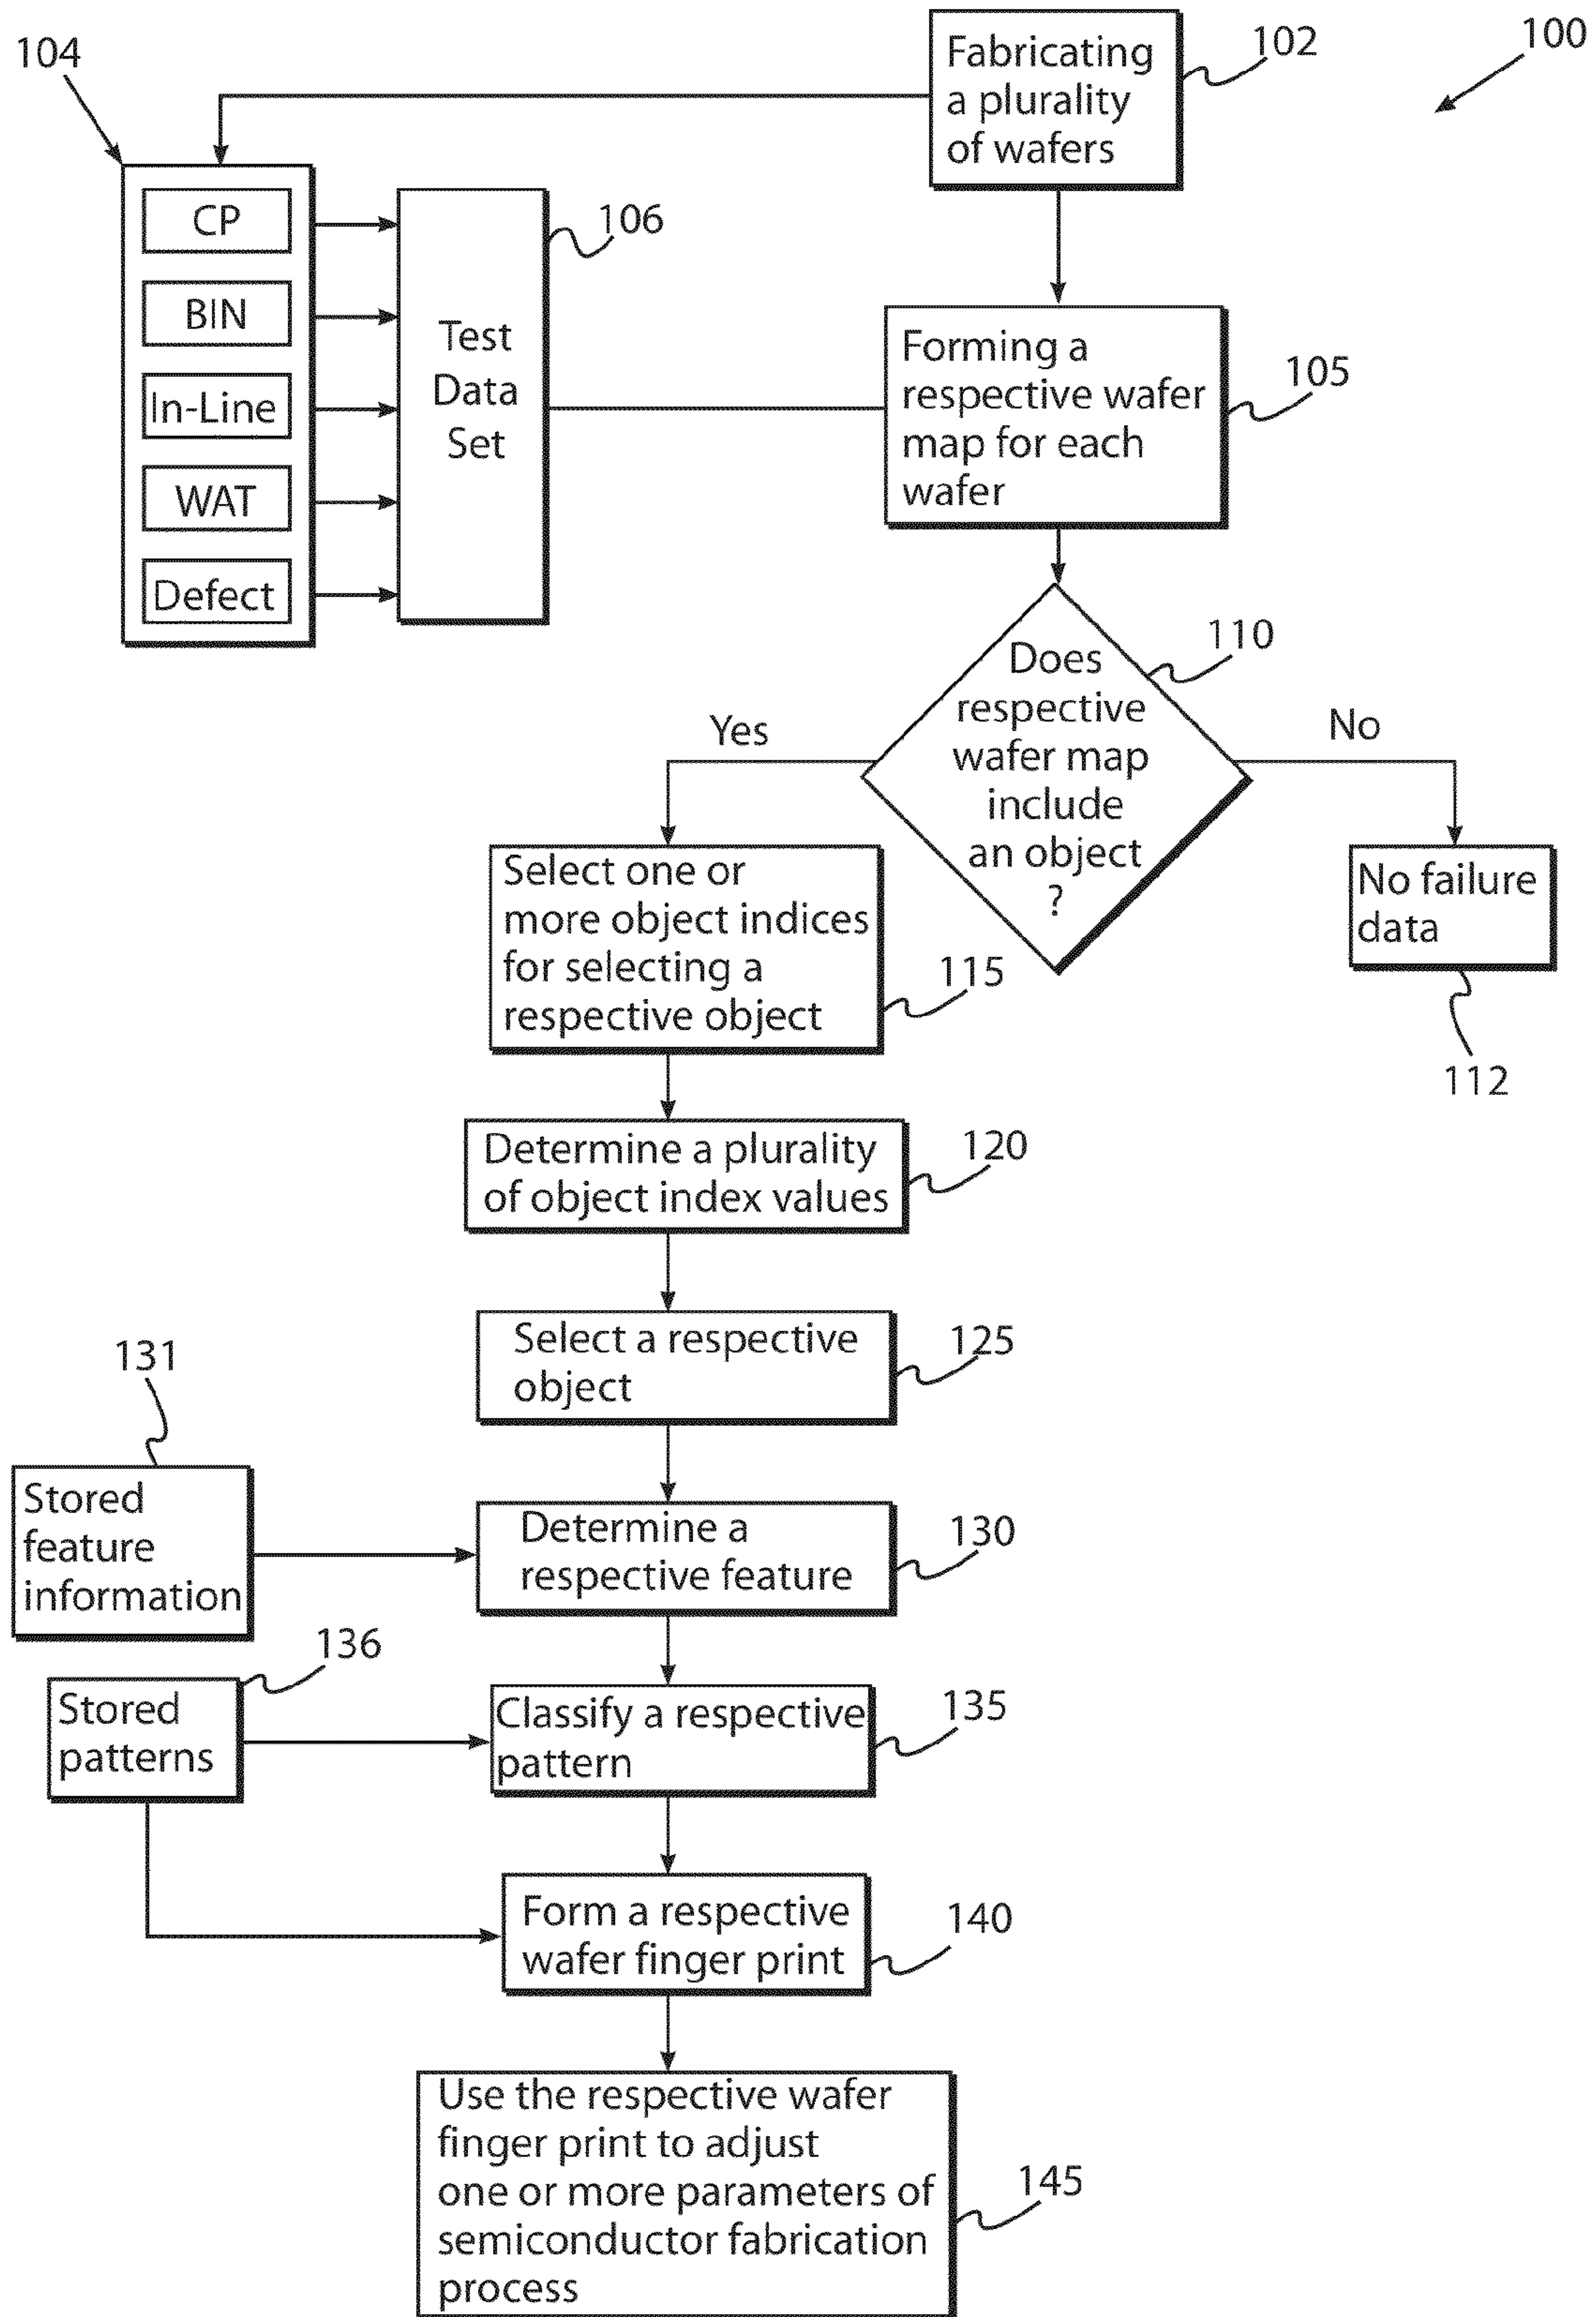 100
102
Fabricating
a plurality
of wafers
104
CP
BIN
In-Line
WAT
Defect
106
Test
Data
Set
Forming a
respective wafer
map for each
wafer
105
110
Does
respective
wafer map
include
an object
?
Yes
No
No failure
data
112
Select one or
more object indices
for selecting a
respective object
115
Determine a plurality
of object index values
120
Select a respective
object
125
131
Stored
feature
information
Determine a
respective feature
130
136
Stored
patterns
Classify a respective
pattern
135
Form a respective
wafer finger print
140
Use the respective wafer
finger print to adjust
one or more parameters of
semiconductor fabrication
process
145